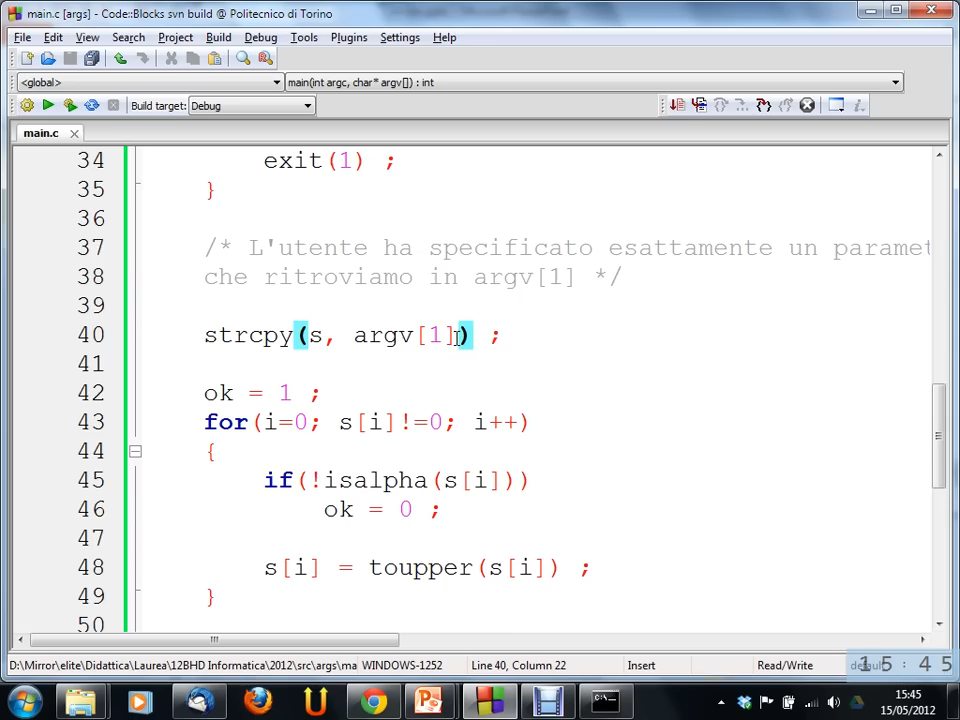 main.c [args] - Code::Blocks svn build @ Politecnico di Torino
File Edit View Search Project Build Debug Tools Plugins Settings Help
<global> main(int argc, char* argv[]) : int
Build target: Debug
main.c
34 exit(1) ;
35 }
36
37 /* L'utente ha specificato esattamente un paramet
38 che ritroviamo in argv[1] */
39
40 strcpy(s, argv[1]) ;
41
42 ok = 1 ;
43 for(i=0; s[i]!=0; i++)
44 {
45 if(!isalpha(s[i]))
46 ok = 0 ;
47
48 s[i] = toupper(s[i]) ;
49 }
50
D:\Mirror\elite\Didattica\Laurea\12BHD Informatica\2012\src\args\ma WINDOWS-1252 Line 40, Column 22 Insert Read/Write default
15:45
15:45
15/05/2012